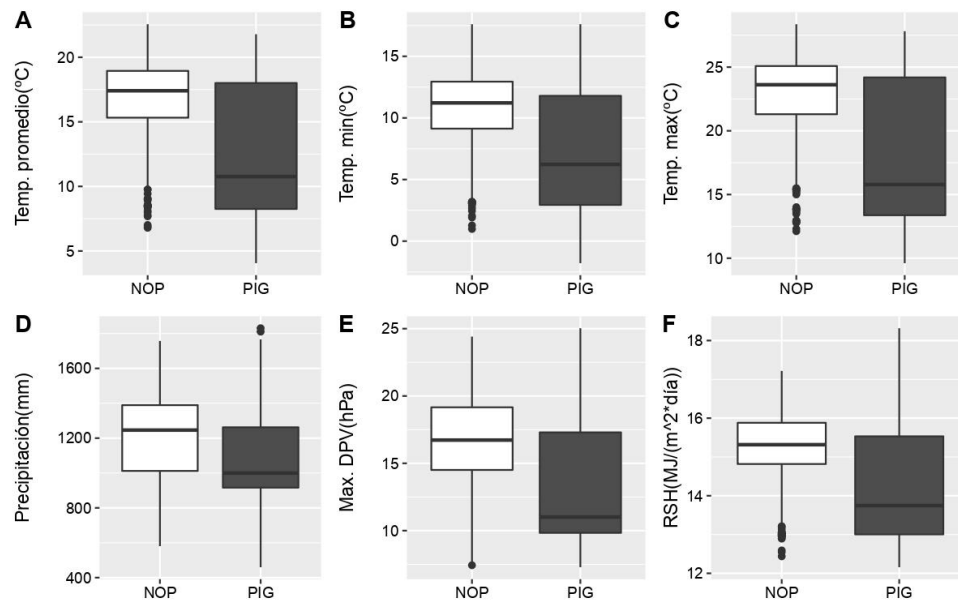 A
Temp. promedio(ºC)
20
15
10
5
NOP PIG
B
Temp. min(ºC)
15
10
5
0
NOP PIG
C
Temp. max(ºC)
25
20
15
10
NOP PIG
D
Precipitación(mm)
1600
1200
800
400
NOP PIG
E
Max. DPV(hPa)
25
20
15
10
NOP PIG
F
RSH(MJ/(m^2*día))
18
16
14
12
NOP PIG